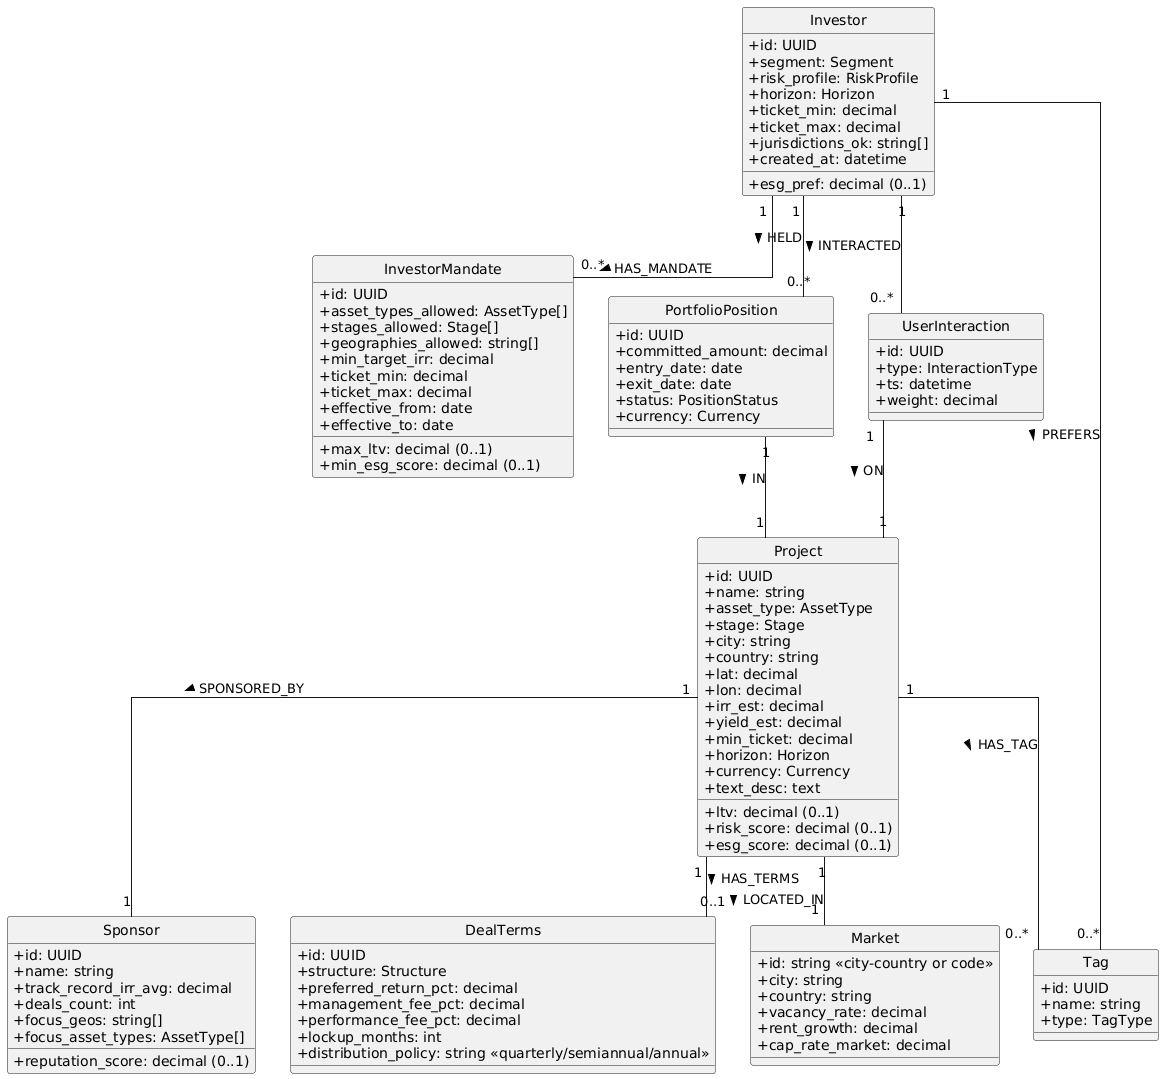 Investor
+id: UUID
+segment: Segment
+risk_profile: RiskProfile
+horizon: Horizon
+ticket_min: decimal
+ticket_max: decimal
+jurisdictions_ok: string[]
+created_at: datetime
+esg_pref: decimal (0..1)
1
1
1
1
HELD
INTERACTED
0..*
HAS_MANDATE
0..*
0..*
InvestorMandate
+id: UUID
+asset_types_allowed: AssetType[]
+stages_allowed: Stage[]
+geographies_allowed: string[]
+min_target_irr: decimal
+ticket_min: decimal
+ticket_max: decimal
+effective_from: date
+effective_to: date
+max_ltv: decimal (0..1)
+min_esg_score: decimal (0..1)
PortfolioPosition
+id: UUID
+committed_amount: decimal
+entry_date: date
+exit_date: date
+status: PositionStatus
+currency: Currency
UserInteraction
+id: UUID
+type: InteractionType
+ts: datetime
+weight: decimal
1
1
PREFERS
IN
ON
1
1
Project
+id: UUID
+name: string
+asset_type: AssetType
+stage: Stage
+city: string
+country: string
+lat: decimal
+lon: decimal
+irr_est: decimal
+yield_est: decimal
+min_ticket: decimal
+horizon: Horizon
+currency: Currency
+text_desc: text
+ltv: decimal (0..1)
+risk_score: decimal (0..1)
+esg_score: decimal (0..1)
SPONSORED_BY
1
1
HAS_TAG
1
1
HAS_TERMS
LOCATED_IN
1
0..1
1
0..*
0..*
Sponsor
+id: UUID
+name: string
+track_record_irr_avg: decimal
+deals_count: int
+focus_geos: string[]
+focus_asset_types: AssetType[]
+reputation_score: decimal (0..1)
DealTerms
+id: UUID
+structure: Structure
+preferred_return_pct: decimal
+management_fee_pct: decimal
+performance_fee_pct: decimal
+lockup_months: int
+distribution_policy: string «quarterly/semiannual/annual»
Market
+id: string «city-country or code»
+city: string
+country: string
+vacancy_rate: decimal
+rent_growth: decimal
+cap_rate_market: decimal
Tag
+id: UUID
+name: string
+type: TagType